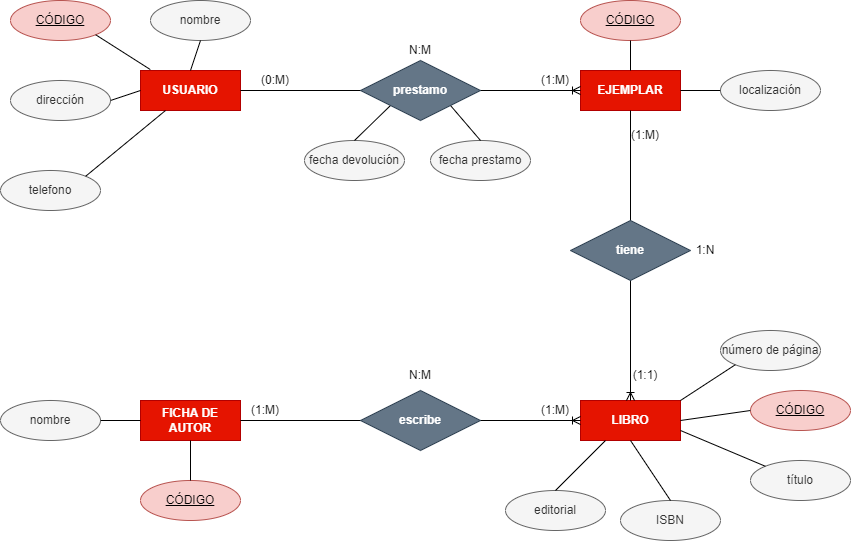 CÓDIGO
nombre
CÓDIGO
N:M
USUARIO
(0:M)
prestamo
(1:M)
EJEMPLAR
localización
dirección
(1:M)
fecha devolución
fecha prestamo
telefono
tiene
1:N
número de página
N:M
(1:1)
nombre
FICHA DE
AUTOR
(1:M)
escribe
(1:M)
LIBRO
CÓDIGO
título
CÓDIGO
editorial
ISBN